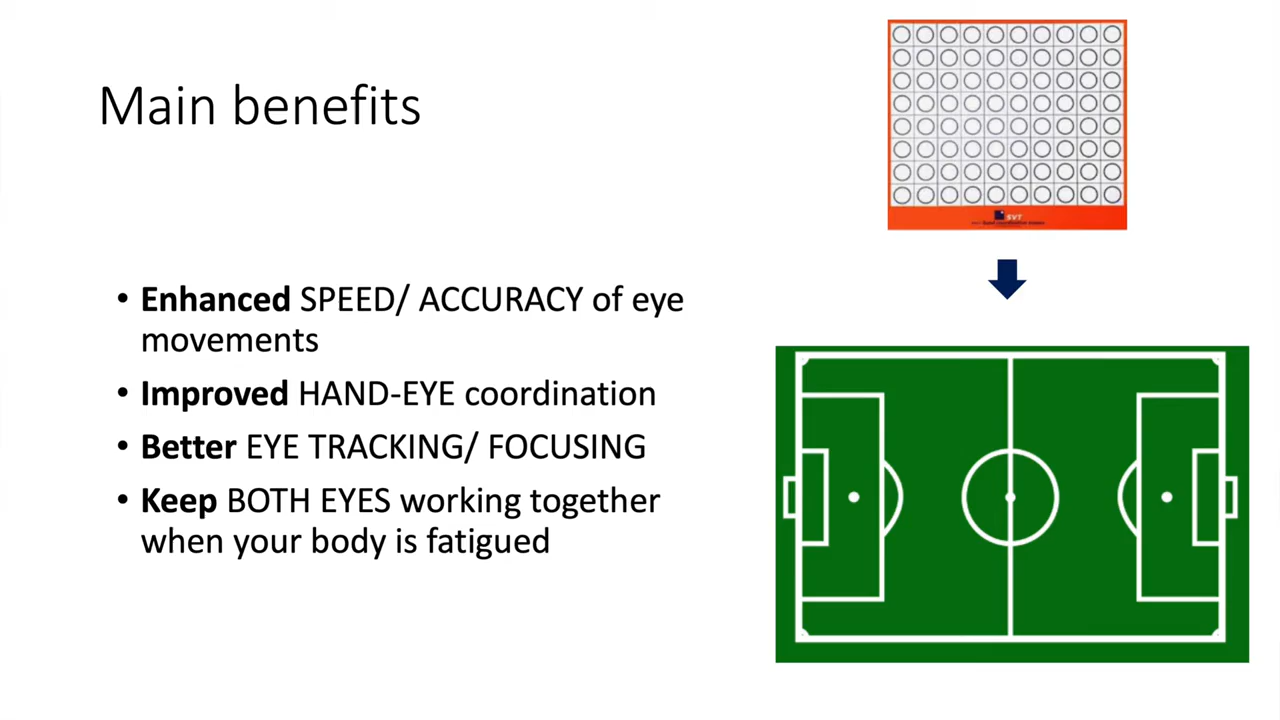 Main benefits
• Enhanced SPEED/ ACCURACY of eye
movements
• Improved HAND-EYE coordination
• Better EYE TRACKING/ FOCUSING
• Keep BOTH EYES working together
when your body is fatigued
SVT